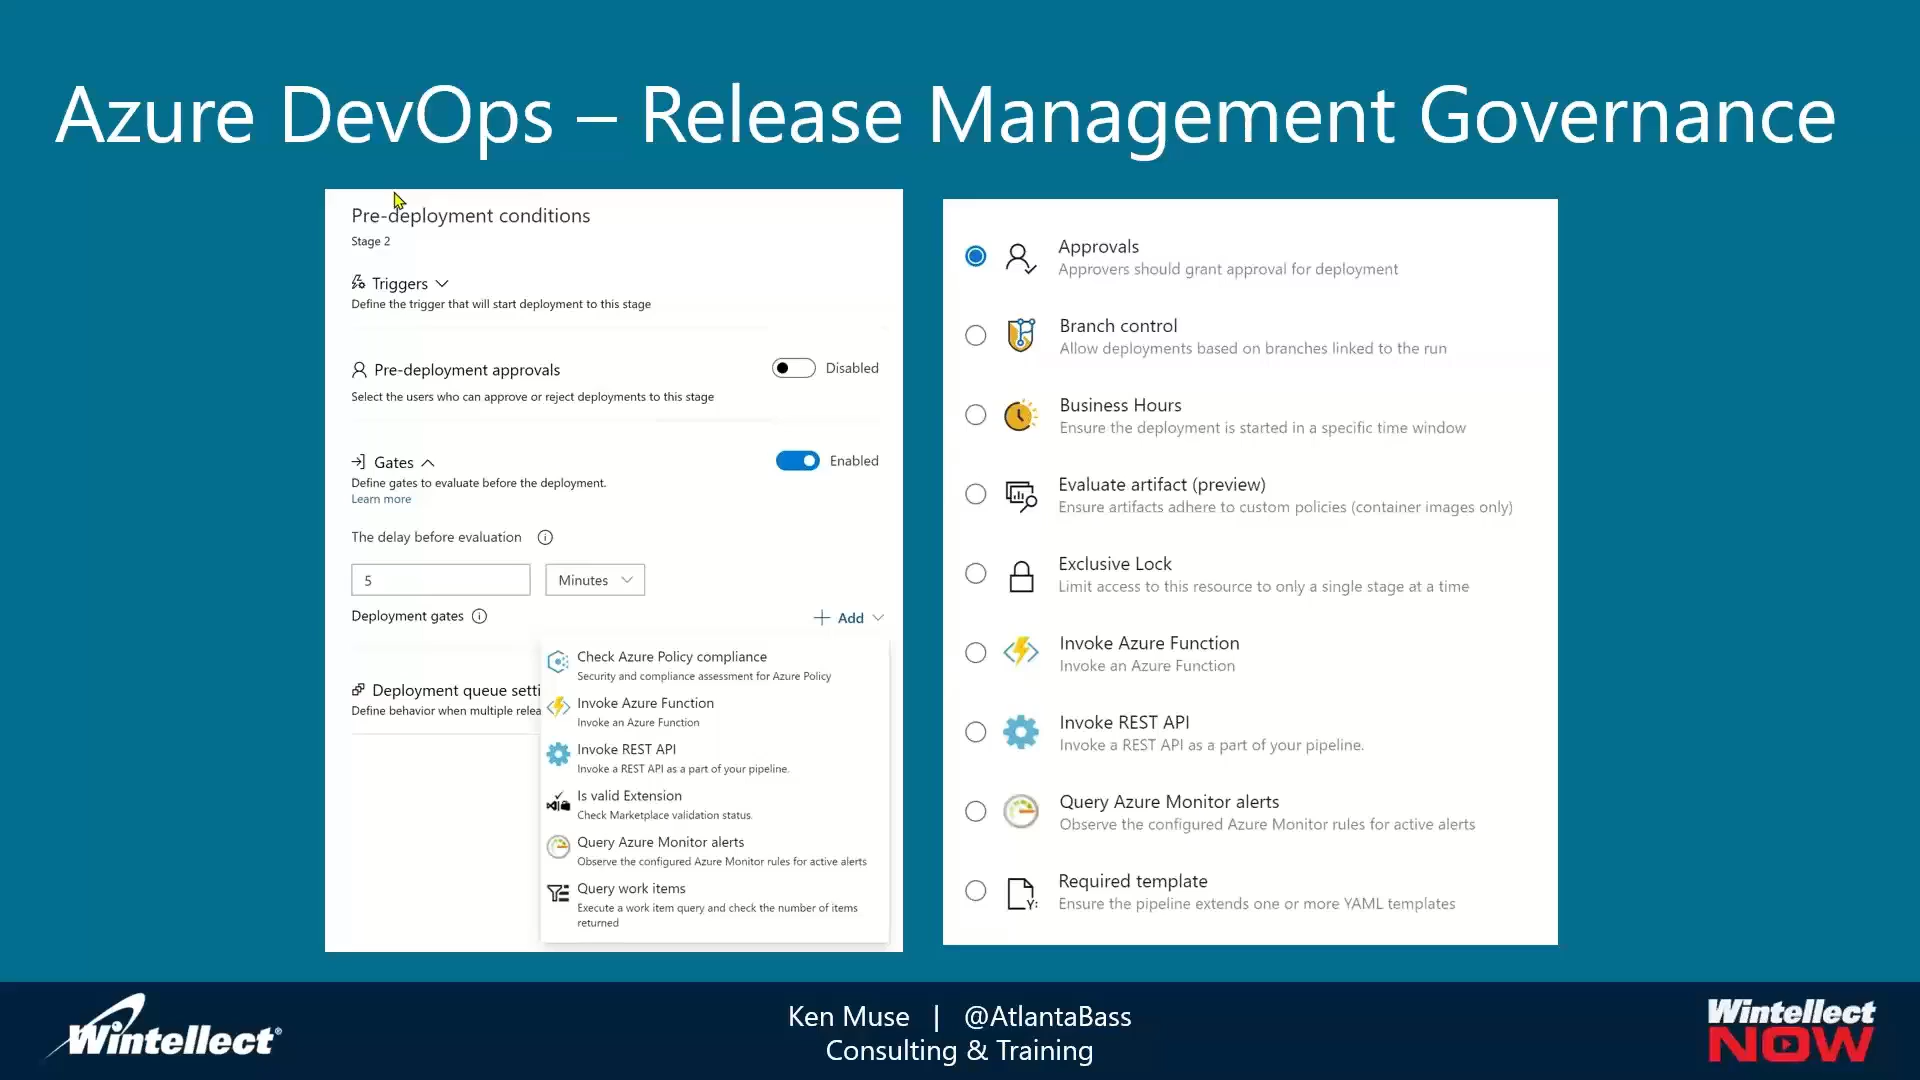 Azure DevOps – Release Management Governance
Pre-deployment conditions
Stage 2
Triggers
Define the trigger that will start deployment to this stage
Pre-deployment approvals
Disabled
Select the users who can approve or reject deployments to this stage
Gates
Enabled
Define gates to evaluate before the deployment.
Learn more
The delay before evaluation
5
Minutes
Deployment gates
Add
Check Azure Policy compliance
Security and compliance assessment for Azure Policy
Deployment queue setti
Define behavior when multiple relea
Invoke Azure Function
Invoke an Azure Function
Invoke REST API
Invoke a REST API as a part of your pipeline.
Is valid Extension
Check Marketplace validation status.
Query Azure Monitor alerts
Observe the configured Azure Monitor rules for active alerts
Query work items
Execute a work item query and check the number of items
returned
Approvals
Approvers should grant approval for deployment
Branch control
Allow deployments based on branches linked to the run
Business Hours
Ensure the deployment is started in a specific time window
Evaluate artifact (preview)
Ensure artifacts adhere to custom policies (container images only)
Exclusive Lock
Limit access to this resource to only a single stage at a time
Invoke Azure Function
Invoke an Azure Function
Invoke REST API
Invoke a REST API as a part of your pipeline.
Query Azure Monitor alerts
Observe the configured Azure Monitor rules for active alerts
Required template
Ensure the pipeline extends one or more YAML templates
Wintellect
Ken Muse | @AtlantaBass
Consulting & Training
Wintellect
NOW